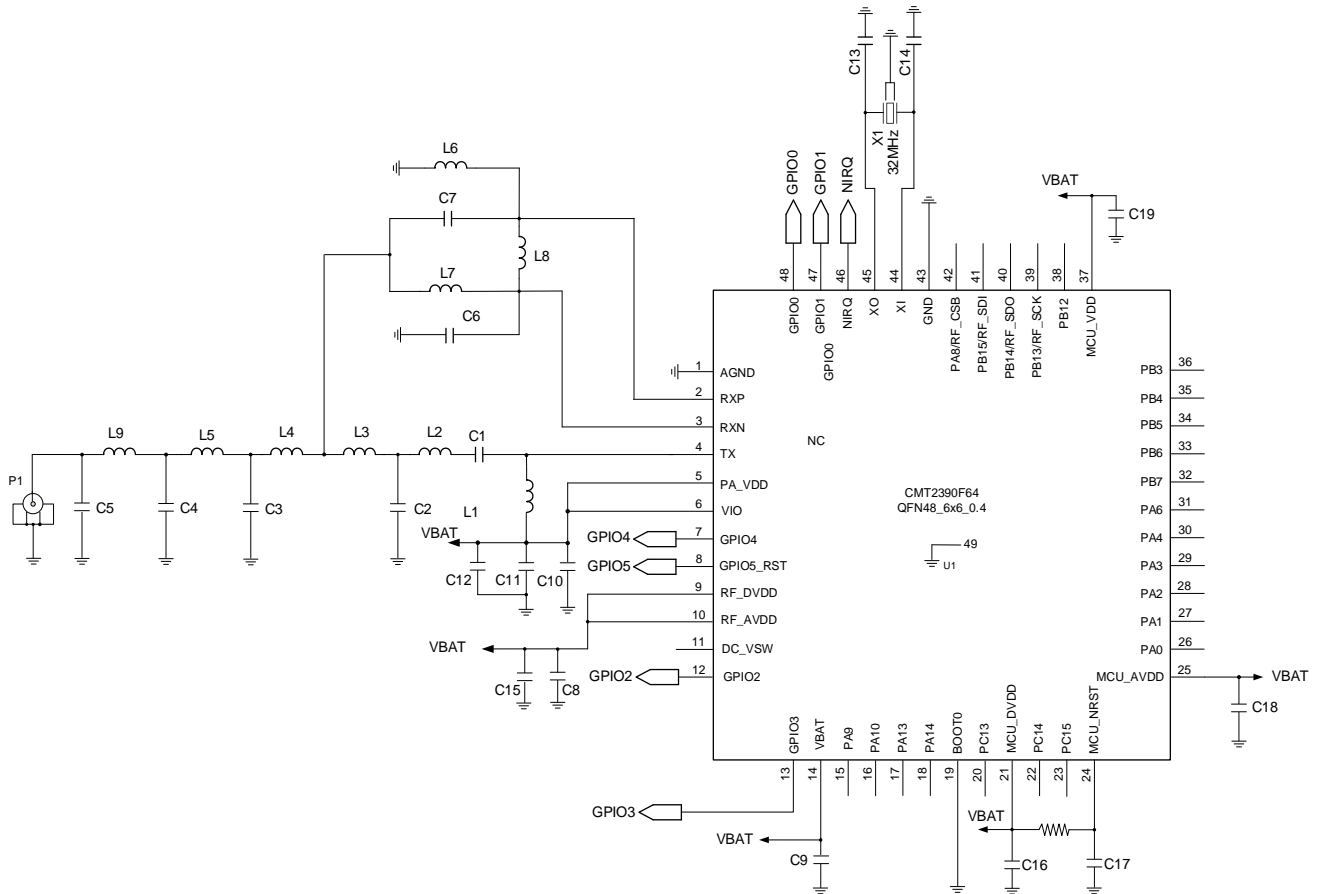 C13
C14
X1
32MHz
GPIO0
GPIO1
NIRQ
VBAT
C19
L6
C7
L8
L7
C6
48
47
46
45
44
43
42
41
40
39
38
37
GPIO0
GPIO1
NIRQ
XO
XI
GND
PA8/RF_CSB
PB15/RF_SDI
PB14/RF_SDO
PB13/RF_SCK
PB12
MCU_VDD
GPIO0
1 AGND
2 RXP
3 RXN
4 TX
5 PA_VDD
6 VIO
7 GPIO4
8 GPIO5_RST
9 RF_DVDD
10 RF_AVDD
11 DC_VSW
12 GPIO2
NC
CMT2390F64
QFN48_6x6_0.4
49
U1
PB3 36
PB4 35
PB5 34
PB6 33
PB7 32
PA6 31
PA4 30
PA3 29
PA2 28
PA1 27
PA0 26
MCU_AVDD 25
VBAT
C18
L9
L5
L4
L3
L2
C1
P1
C5
C4
C3
C2
L1
VBAT
GPIO4
GPIO5
C12
C11
C10
VBAT
C15
C8
GPIO2
GPIO3
VBAT
PA9
PA10
PA13
PA14
BOOT0
PC13
MCU_DVDD
PC14
PC15
MCU_NRST
13
14
15
16
17
18
19
20
21
22
23
24
GPIO3
VBAT
C9
VBAT
C16
C17